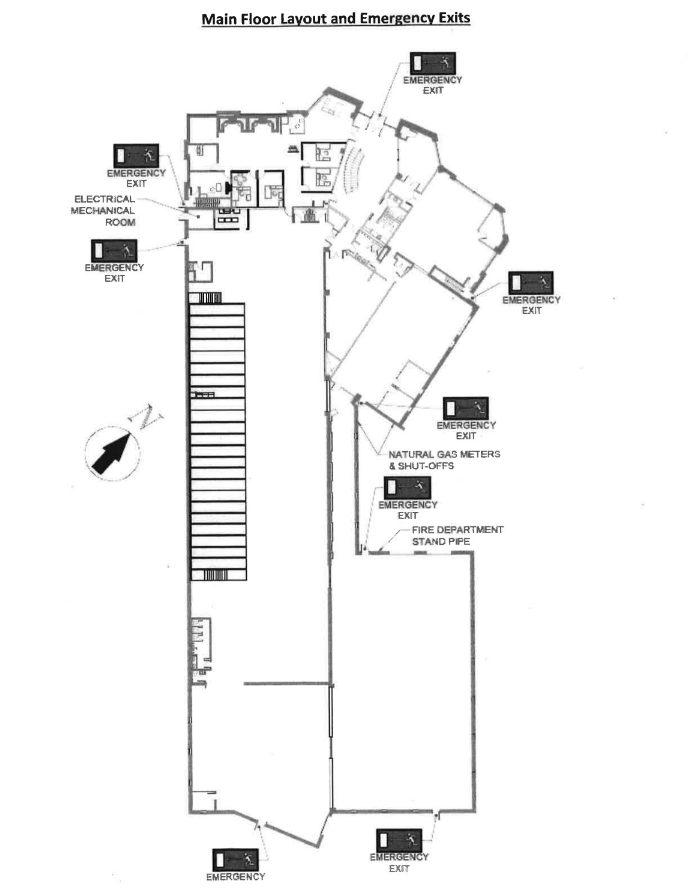 Main Floor Layout and Emergency Exits
EMERGENCY
EXIT
EMERGENCY
EXIT
ELECTRICAL
MECHANICAL
ROOM
EMERGENCY
EXIT
EMERGENCY
EXIT
EMERGENCY
EXIT
N
NATURAL GAS METERS
& SHUT-OFFS
EMERGENCY
EXIT
FIRE DEPARTMENT
STAND PIPE
EMERGENCY
EXIT
EMERGENCY